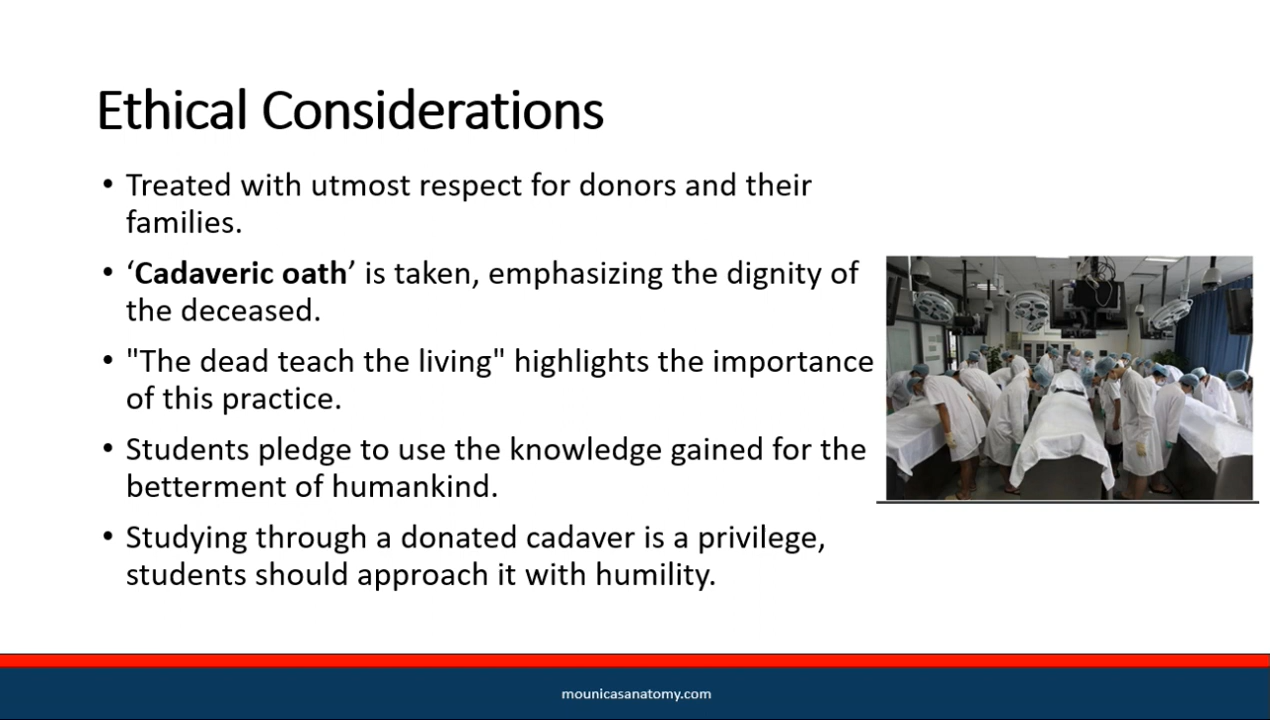 Ethical Considerations
• Treated with utmost respect for donors and their
families.
• ‘Cadaveric oath’ is taken, emphasizing the dignity of
the deceased.
• "The dead teach the living" highlights the importance
of this practice.
• Students pledge to use the knowledge gained for the
betterment of humankind.
• Studying through a donated cadaver is a privilege,
students should approach it with humility.
mounicasanatomy.com